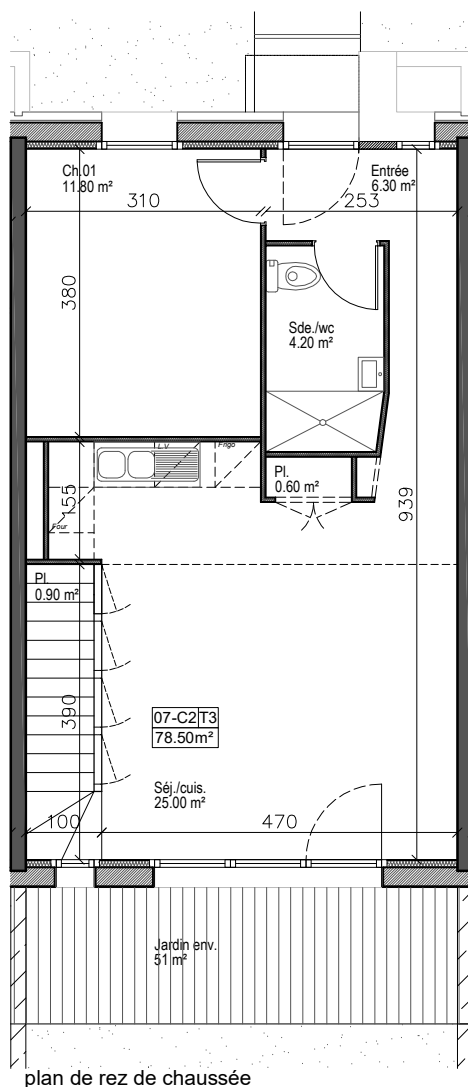 Ch.01
11.80 m²
Entrée
6.30 m²
310
253
380
Sde./wc
4.20 m²
L.V
Frigo
Pl.
0.60 m²
155
939
Four
Pl.
0.90 m²
390
07-C2 T3
78.50m²
Séj./cuis.
25.00 m²
100
470
Jardin env.
51 m²
plan de rez de chaussée